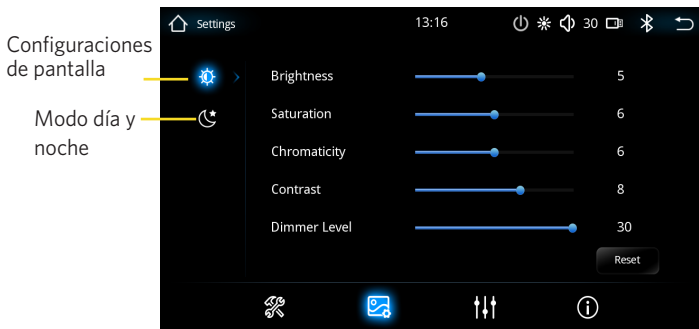 Settings
13:16
30
Configuraciones
de pantalla
Modo día y
noche
Brightness 5
Saturation 6
Chromaticity 6
Contrast 8
Dimmer Level 30
Reset